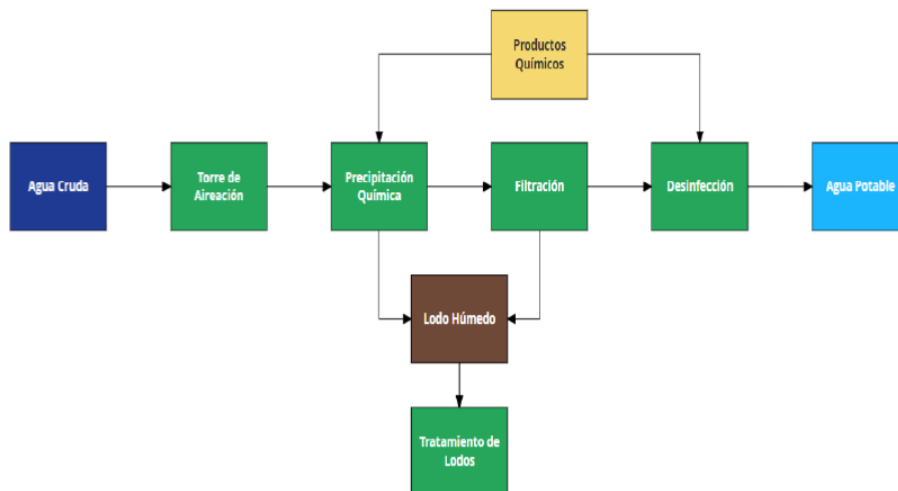 Productos
Químicos
Agua Cruda
Torre de
Aireación
Precipitación
Química
Filtración
Desinfección
Agua Potable
Lodo Húmedo
Tratamiento de
Lodos